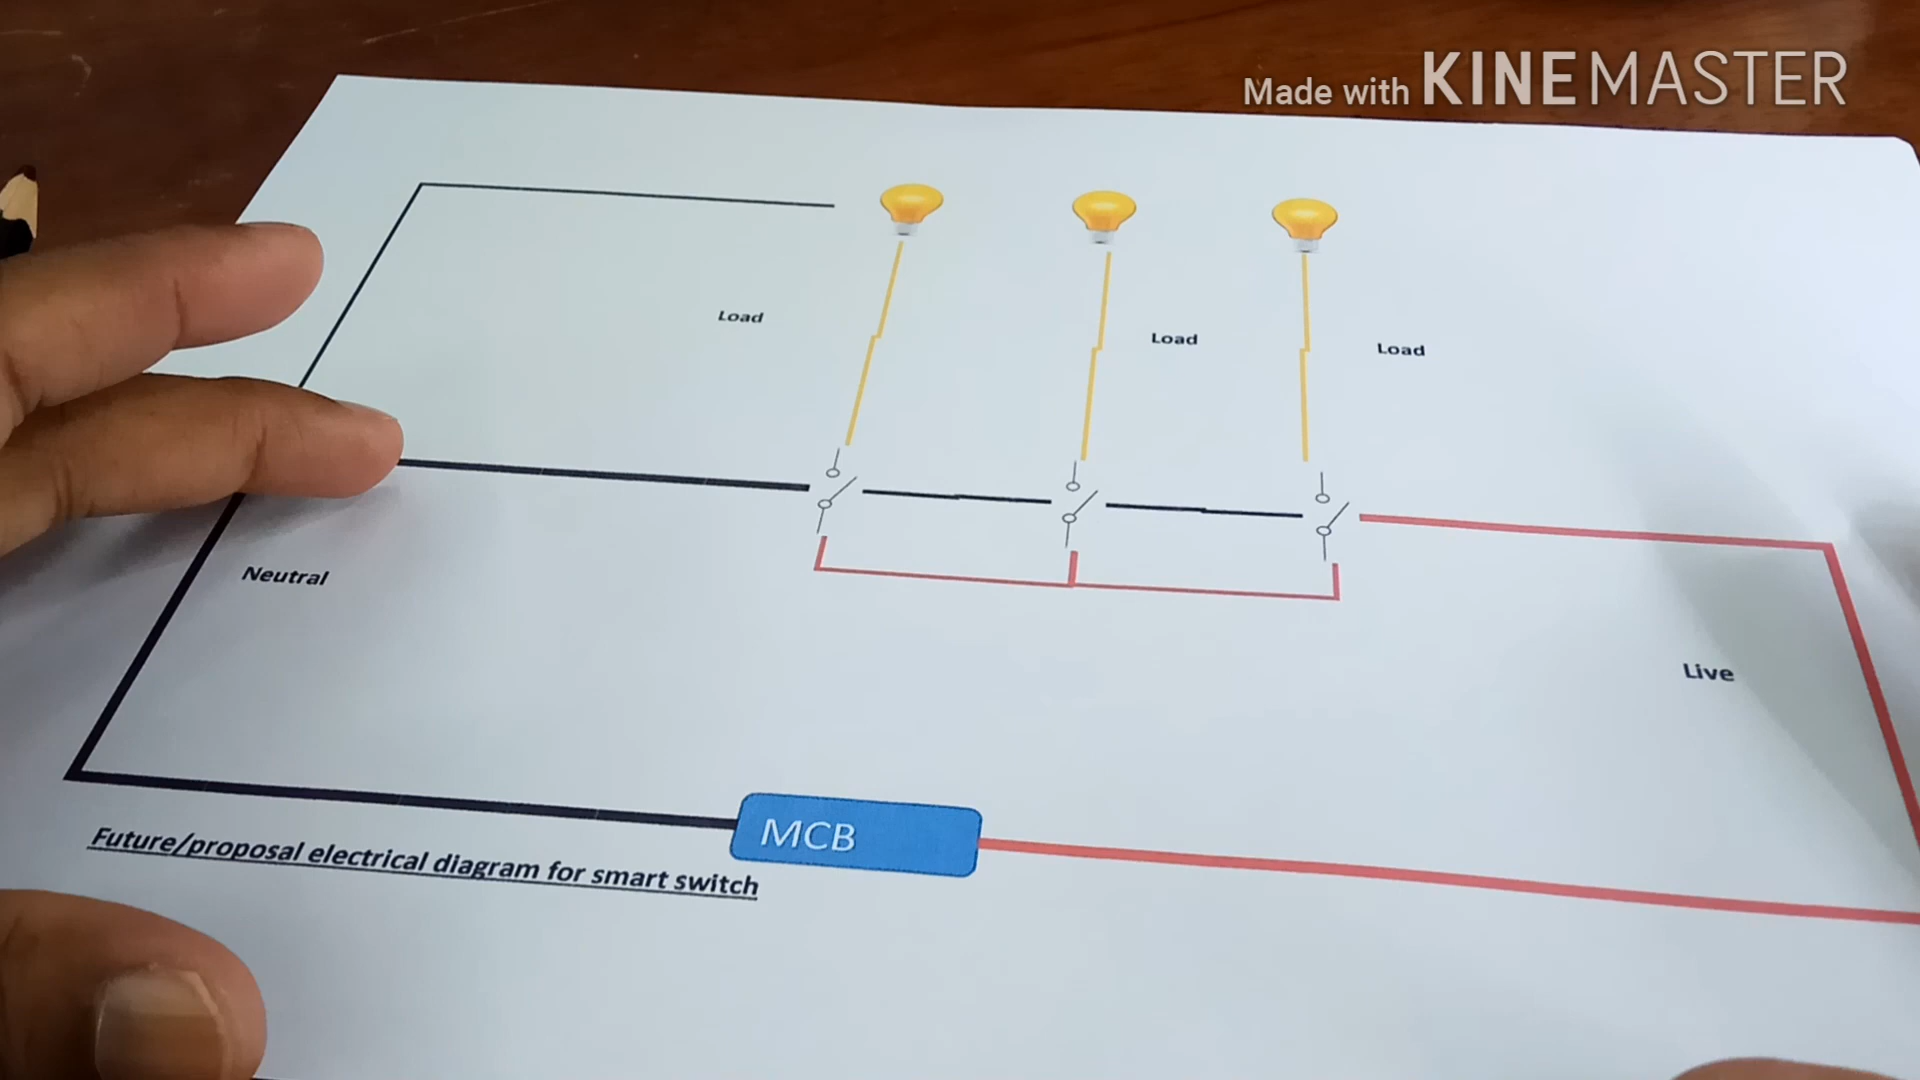 Made with KINEMASTER
Load
Load
Load
Neutral
Live
MCB
Future/proposal electrical diagram for smart switch